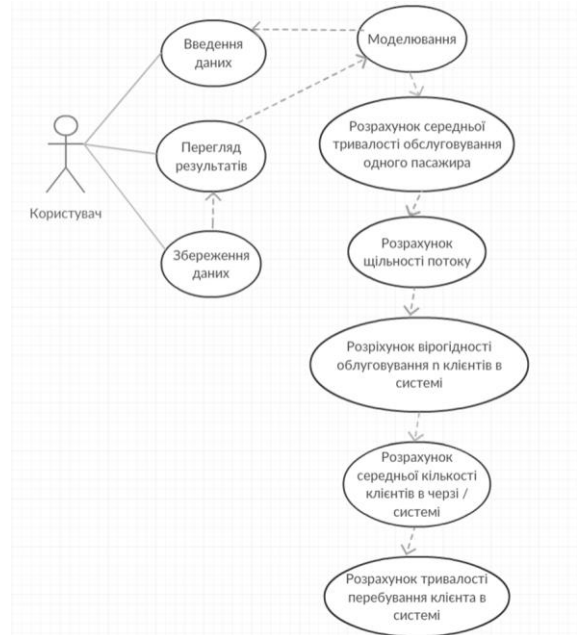 Введення
даних
Моделювання
Розрахунок середньої
тривалості обслуговування
одного пасажира
Перегляд
результатів
Користувач
Збереження
даних
Розрахунок
щільності потоку
Розріхунок вірогідності
облуговування n клієнтів в
системі
Розрахунок
середньої кількості
клієнтів в черзі /
системі
Розрахунок тривалості
перебування клієнта в
системі